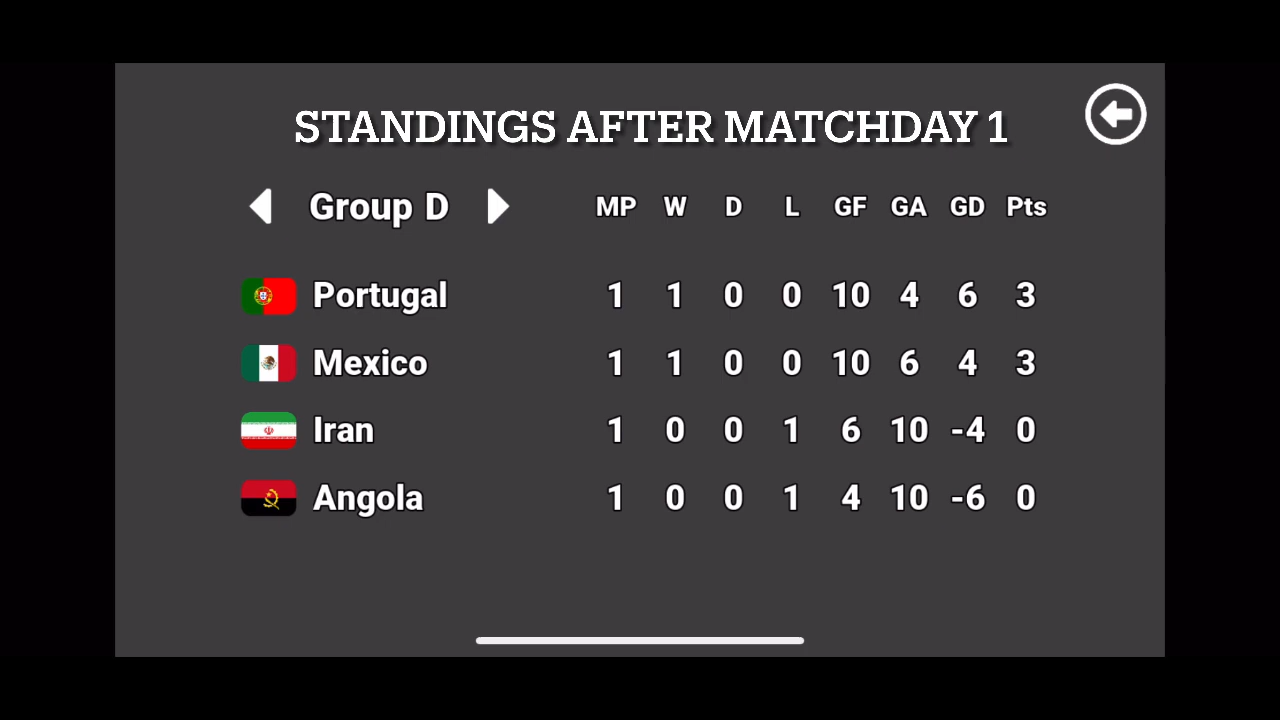 STANDINGS AFTER MATCHDAY 1
Group D MP W D L GF GA GD Pts
Portugal 1 1 0 0 10 4 6 3
Mexico 1 1 0 0 10 6 4 3
Iran 1 0 0 1 6 10 -4 0
Angola 1 0 0 1 4 10 -6 0